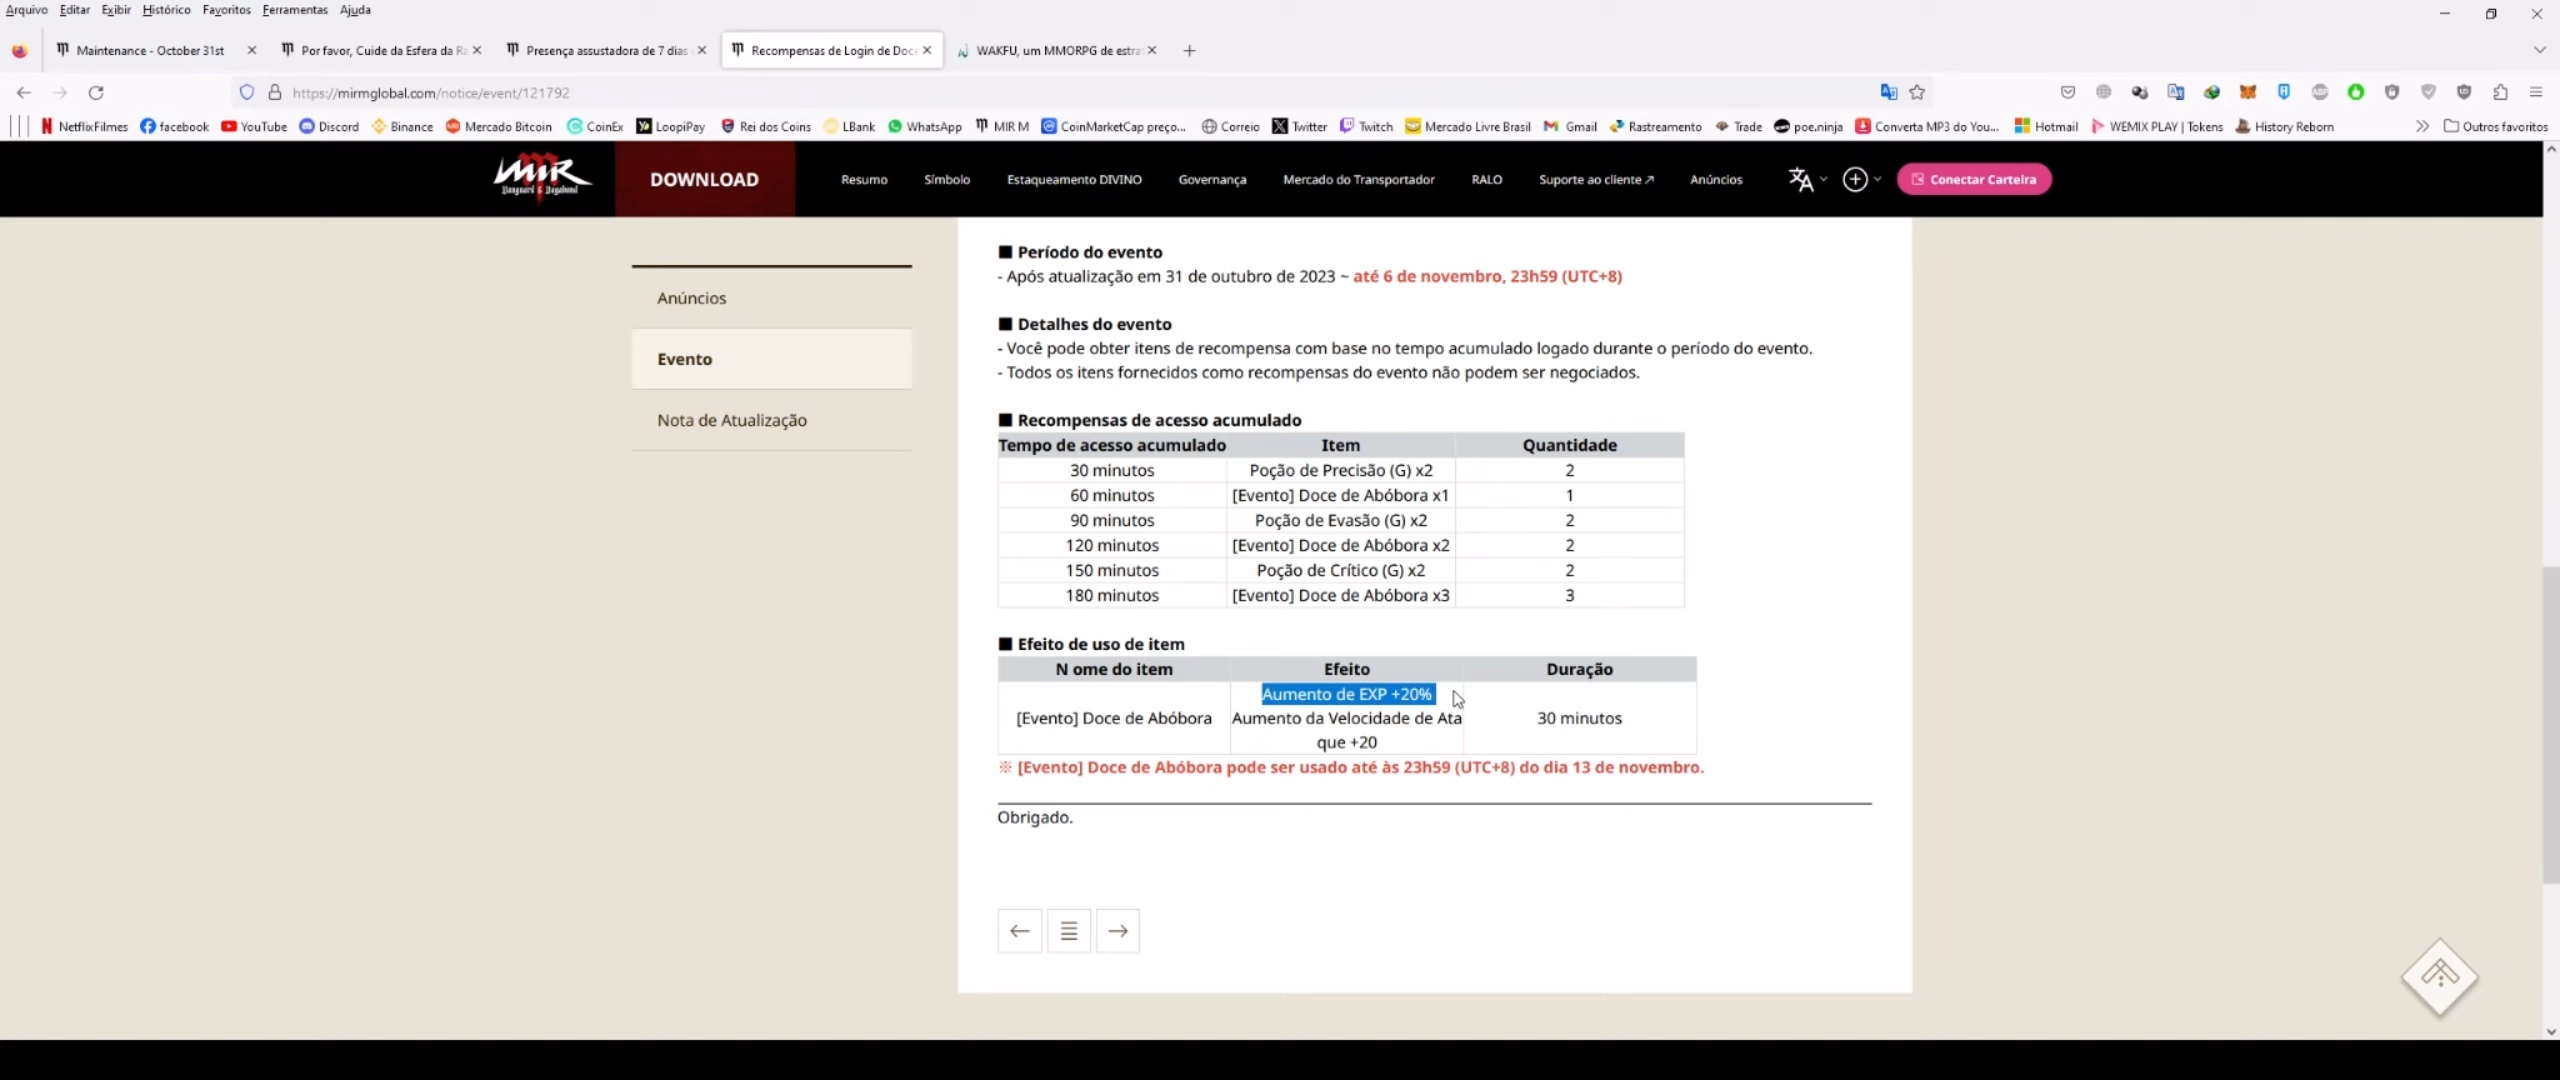 Arquivo Editar Exibir Histórico Favoritos Ferramentas Ajuda
Maintenance - October 31st
Por favor, Cuide da Esfera da Ra
Presença assustadora de 7 dias
Recompensas de Login de Doce
WAKFU, um MMORPG de estra
https://mirmglobal.com/notice/event/121792
NetflixFilmes facebook YouTube Discord Binance Mercado Bitcoin CoinEx LoopiPay Rei dos Coins LBank WhatsApp MIR M CoinMarketCap preço... Correio Twitter Twitch Mercado Livre Brasil Gmail Rastreamento Trade poe.ninja Converta MP3 do You... Hotmail WEMIX PLAY | Tokens History Reborn Outros favoritos
MIR M
Vanguard & Vagabond
DOWNLOAD
Resumo Símbolo Estaqueamento DIVINO Governança Mercado do Transportador RALO Suporte ao cliente↗ Anúncios
Conectar Carteira
Anúncios
Evento
Nota de Atualização
■ Período do evento
- Após atualização em 31 de outubro de 2023 ~ até 6 de novembro, 23h59 (UTC+8)
■ Detalhes do evento
- Você pode obter itens de recompensa com base no tempo acumulado logado durante o período do evento.
- Todos os itens fornecidos como recompensas do evento não podem ser negociados.
■ Recompensas de acesso acumulado
Tempo de acesso acumulado Item Quantidade
30 minutos Poção de Precisão (G) x2 2
60 minutos [Evento] Doce de Abóbora x1 1
90 minutos Poção de Evasão (G) x2 2
120 minutos [Evento] Doce de Abóbora x2 2
150 minutos Poção de Crítico (G) x2 2
180 minutos [Evento] Doce de Abóbora x3 3
■ Efeito de uso de item
N ome do item Efeito Duração
Aumento de EXP +20%
[Evento] Doce de Abóbora Aumento da Velocidade de Ata 30 minutos
que +20
※ [Evento] Doce de Abóbora pode ser usado até às 23h59 (UTC+8) do dia 13 de novembro.
Obrigado.